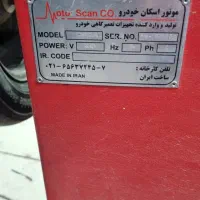 Moto Scan CO. موتور اسکان خودرو
تولید و وارد کننده تجهیزات تعمیرگاهی خودرو
MODEL SER.NO.
POWER: V Hz Ph
IR. CODE
تلفن کارخانه :
۰۲۱-۶۵۶۳۷۲۲۵-۷
ساخت ایران
MADE IN IRAN